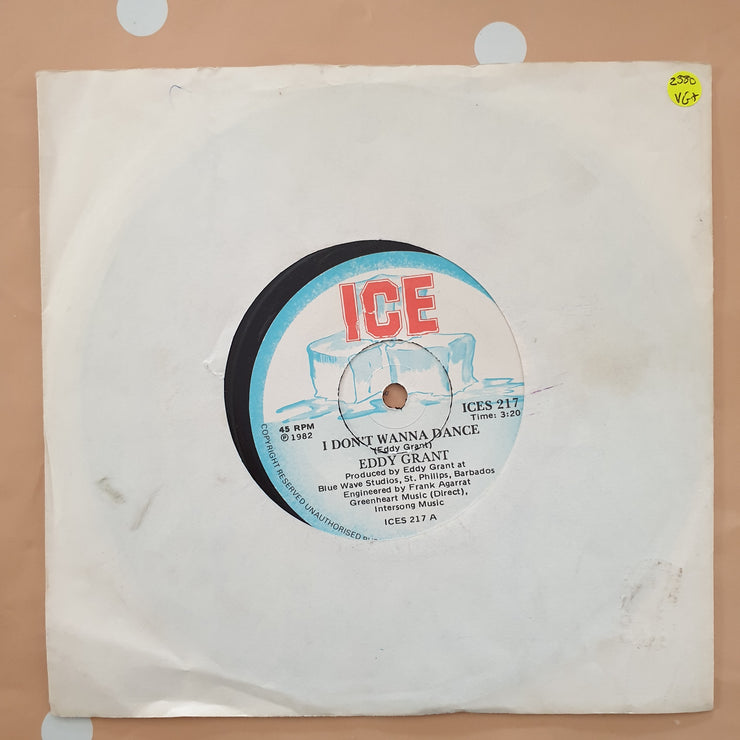 2550
VG+
ICE
ICES 217
Time: 3:20
45 RPM
℗ 1982
I DON'T WANNA DANCE
(Eddy Grant)
EDDY GRANT
Produced by Eddy Grant at
Blue Wave Studios, St. Philips, Barbados
Engineered by Frank Agarrat
Greenheart Music (Direct),
Intersong Music
ICES 217 A
COPYRIGHT RESERVED UNAUTHORISED